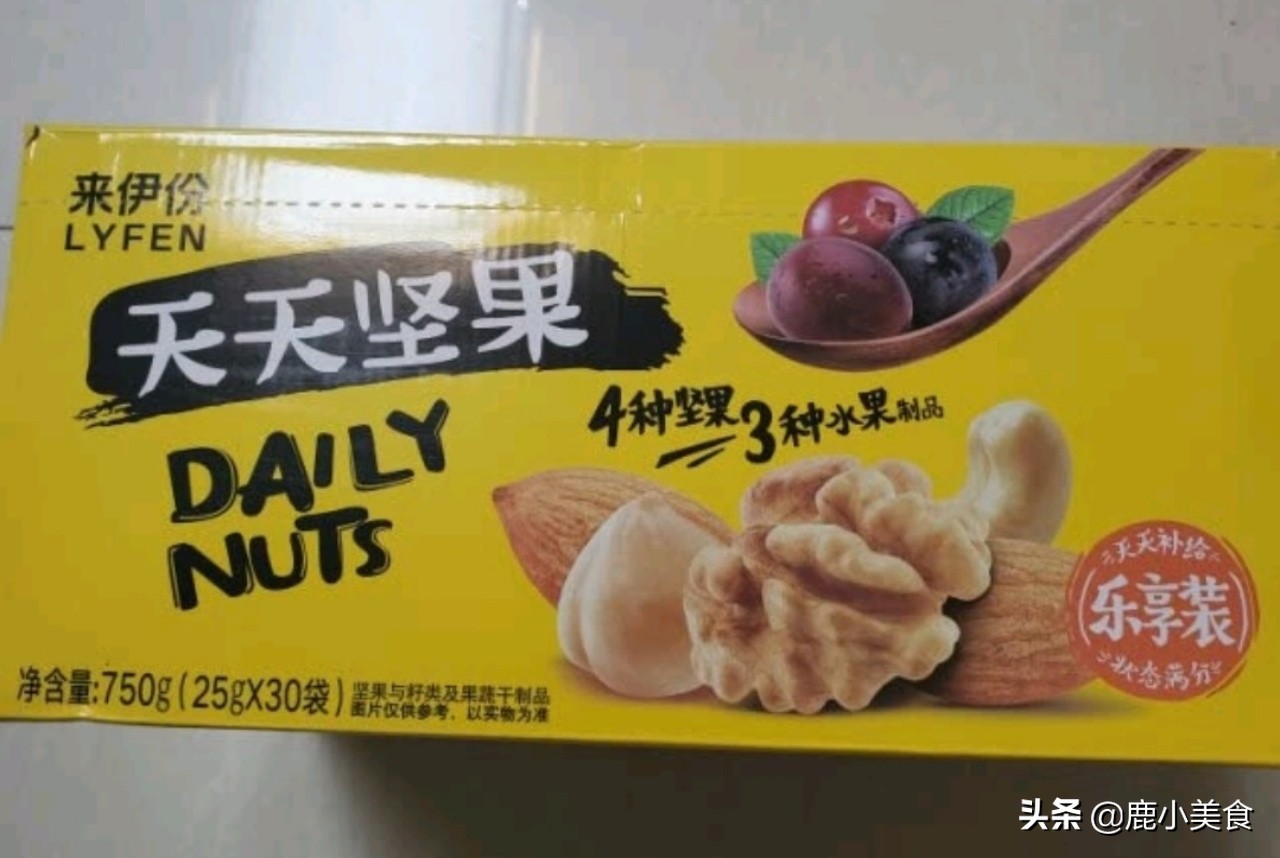 来伊份
LYFEN
天天坚果
DAILY
NUTS
4种坚果
3种水果制品
天天补给
乐享装
状态满分
净含量:750g(25gX30袋)
坚果与籽类及果蔬干制品
图片仅供参考，以实物为准
头条 @鹿小美食